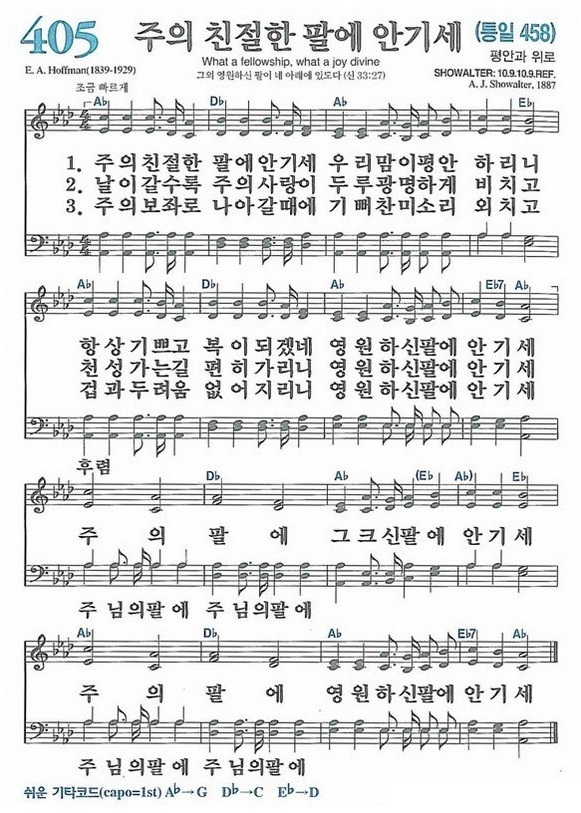 405 주의 친절한 팔에 안기세 (통일 458)
What a fellowship, what a joy divine
평안과 위로
E. A. Hoffman(1839-1929)
그의 영원하신 팔이 네 아래에 있도다 (신 33:27)
SHOWALTER: 10.9.10.9.REF.
A. J. Showalter, 1887
조금 빠르게
Ab Db Ab Eb
1. 주의친절한 팔에안기세 우리맘이평안 하리니
2. 날이갈수록 주의사랑이 두루광명하게 비치고
3. 주의보좌로 나아갈때에 기뻐찬미소리 외치고
Ab Db Ab Eb7 Ab
항상기쁘고 복이되겠네 영원하신팔에 안기세
천성가는길 편히가리니 영원하신팔에 안기세
겁과두려움 없어지리니 영원하신팔에 안기세
후렴
Db Ab (Eb Ab) Eb
주의 팔에 그크신팔에 안기세
주님의팔에 주님의팔에
Ab Db Ab Eb7 Ab
주의 팔에 영원하신팔에 안기세
주님의팔에 주님의팔에
쉬운 기타코드(capo=1st) Ab→G Db→C Eb→D